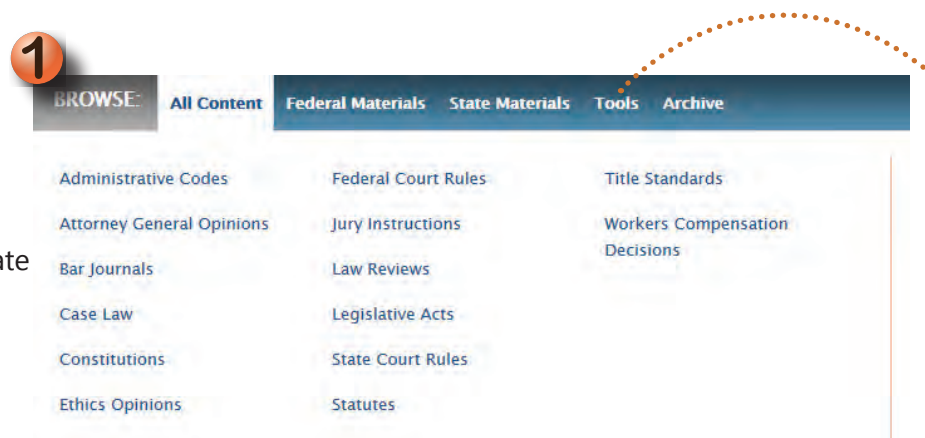 1
BROWSE: All Content Federal Materials State Materials Tools Archive
Administrative Codes
Attorney General Opinions
Bar Journals
Case Law
Constitutions
Ethics Opinions
Federal Court Rules
Jury Instructions
Law Reviews
Legislative Acts
State Court Rules
Statutes
Title Standards
Workers Compensation
Decisions